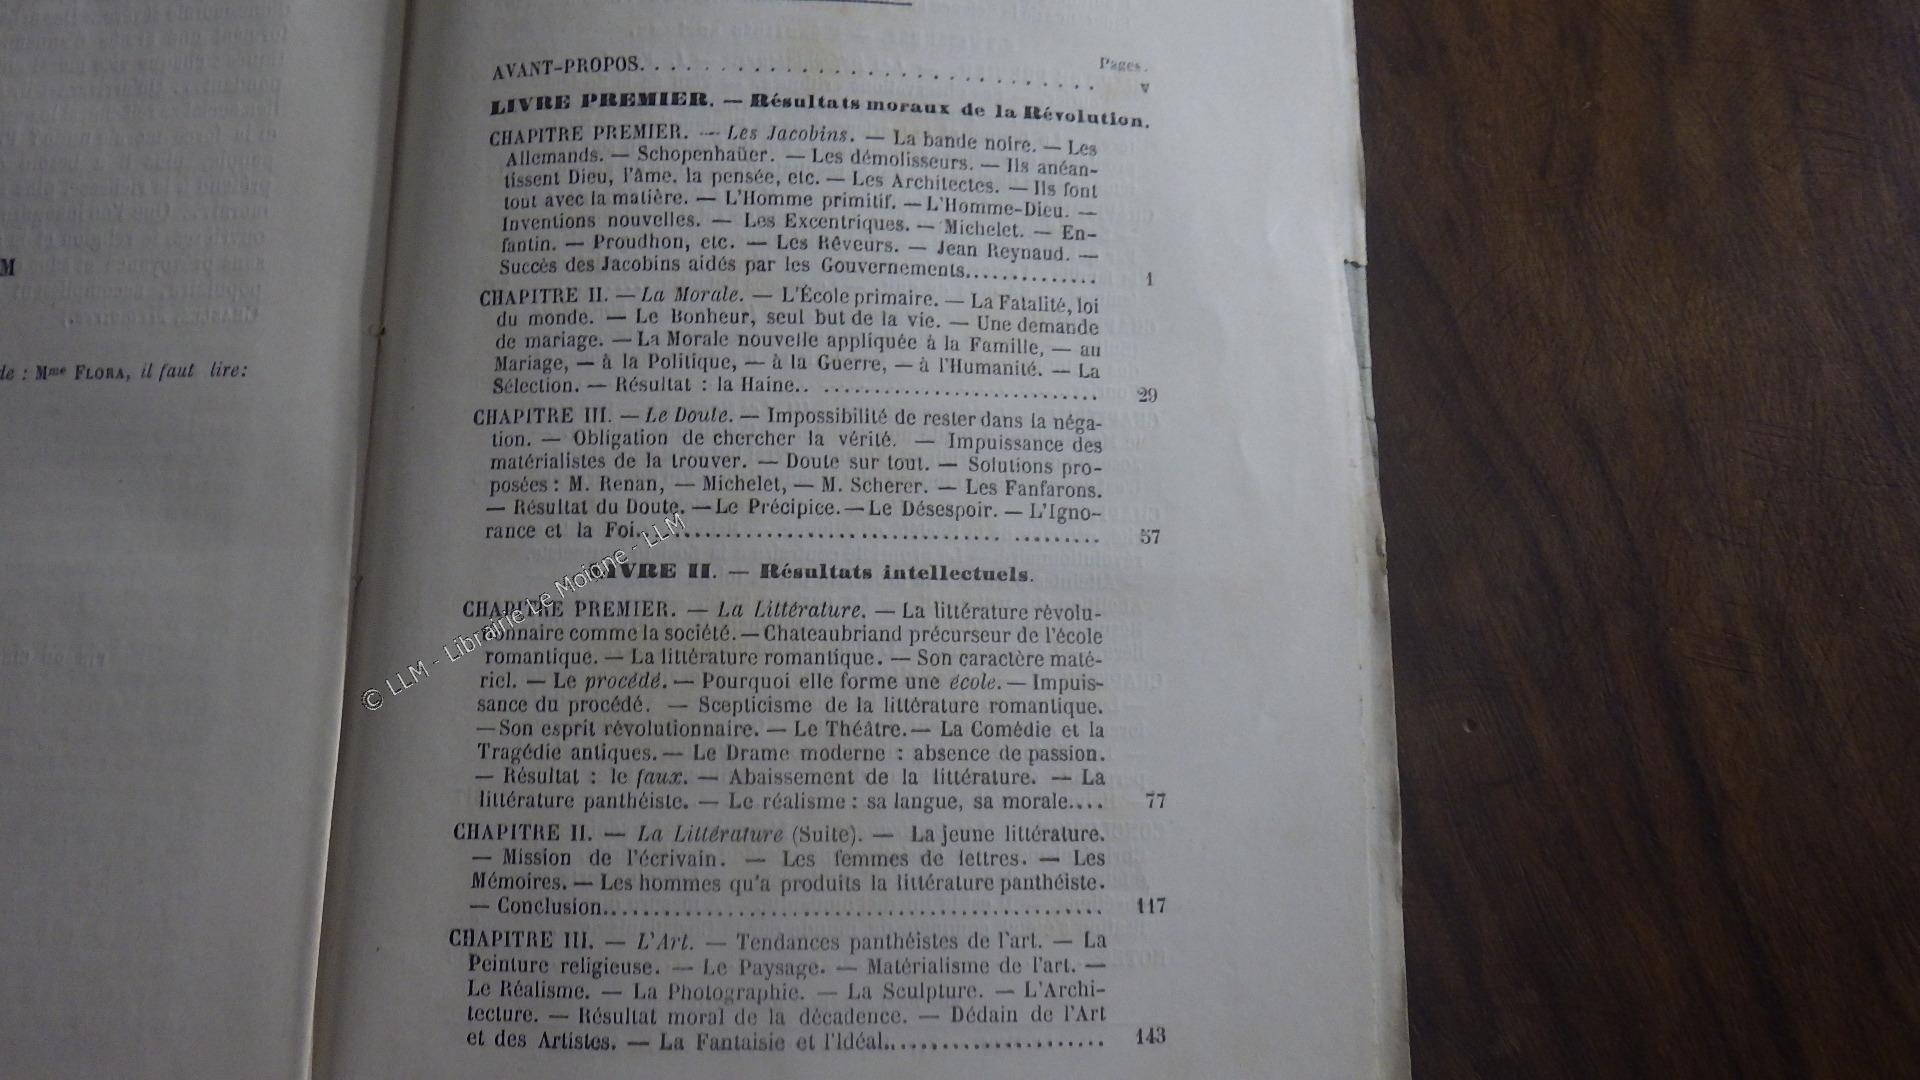 M
de : Mme FLORA, il faut lire:
Pages.
AVANT-PROPOS. . . . . . . . . . . . . . . . . . . . . . . v
LIVRE PREMIER. — Résultats moraux de la Révolution.
CHAPITRE PREMIER. — Les Jacobins. — La bande noire. — Les
Allemands. — Schopenhaüer. — Les démolisseurs. — Ils anéan-
tissent Dieu, l'âme, la pensée, etc. — Les Architectes. — Ils font
tout avec la matière. — L'Homme primitif. — L'Homme-Dieu. —
Inventions nouvelles. — Les Excentriques. — Michelet. — En-
fantin. — Proudhon, etc. — Les Rêveurs. — Jean Reynaud. —
Succès des Jacobins aidés par les Gouvernements............. 1
CHAPITRE II. — La Morale. — L'École primaire. — La Fatalité, loi
du monde. — Le Bonheur, seul but de la vie. — Une demande
de mariage. — La Morale nouvelle appliquée à la Famille, — au
Mariage, — à la Politique, — à la Guerre, — à l'Humanité. — La
Sélection. — Résultat : la Haine.. ........................... 29
CHAPITRE III. — Le Doute. — Impossibilité de rester dans la néga-
tion. — Obligation de chercher la vérité. — Impuissance des
matérialistes de la trouver. — Doute sur tout. — Solutions pro-
posées : M. Renan, — Michelet, — M. Scherer. — Les Fanfarons.
— Résultat du Doute. — Le Précipice. — Le Désespoir. — L'Igno-
rance et la Foi.................................. ......... 57
LIVRE II. — Résultats intellectuels.
CHAPITRE PREMIER. — La Littérature. — La littérature révolu-
tionnaire comme la société. — Chateaubriand précurseur de l'école
romantique. — La littérature romantique. — Son caractère maté-
riel. — Le procédé. — Pourquoi elle forme une école. — Impuis-
sance du procédé. — Scepticisme de la littérature romantique.
— Son esprit révolutionnaire. — Le Théâtre. — La Comédie et la
Tragédie antiques. — Le Drame moderne : absence de passion.
— Résultat : le faux. — Abaissement de la littérature. — La
littérature panthéiste. — Le réalisme : sa langue, sa morale.... 77
CHAPITRE II. — La Littérature (Suite). — La jeune littérature.
— Mission de l'écrivain. — Les femmes de lettres. — Les
Mémoires. — Les hommes qu'a produits la littérature panthéiste.
— Conclusion............................................. 117
CHAPITRE III. — L'Art. — Tendances panthéistes de l'art. — La
Peinture religieuse. — Le Paysage. — Matérialisme de l'art. —
Le Réalisme. — La Photographie. — La Sculpture. — L'Archi-
tecture. — Résultat moral de la décadence. — Dédain de l'Art
et des Artistes. — La Fantaisie et l'Idéal..................... 143
© LLM - Librairie Le Moigne - LLM